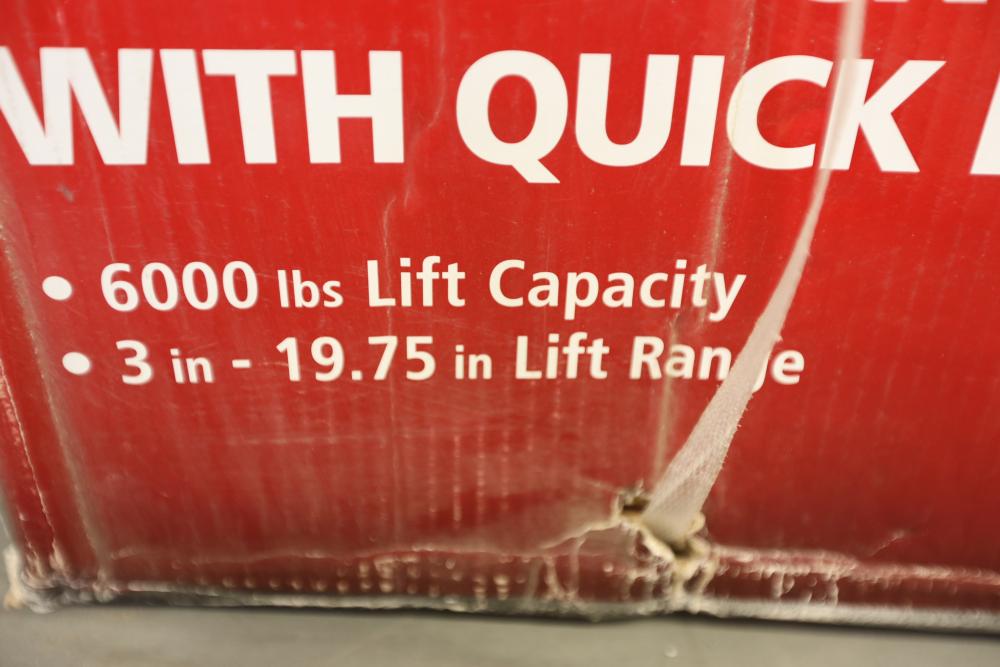 WITH QUICK
• 6000 lbs Lift Capacity
• 3 in - 19.75 in Lift Range